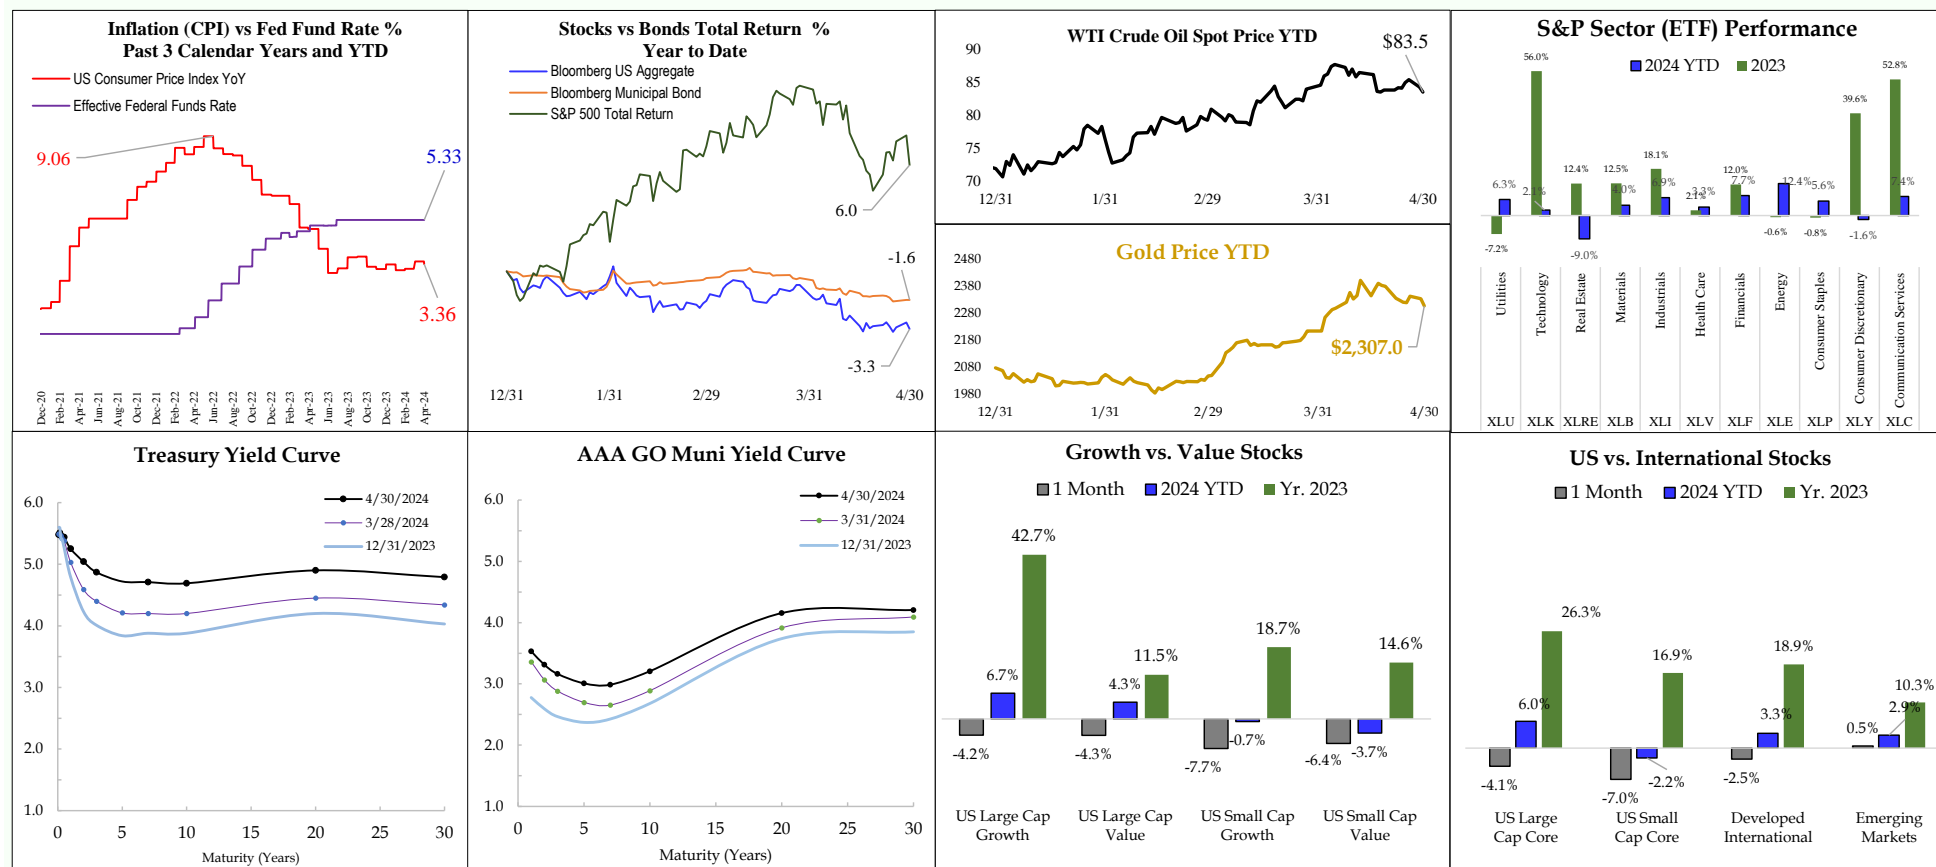 Inflation (CPI) vs Fed Fund Rate %
Past 3 Calendar Years and YTD
US Consumer Price Index YoY
Effective Federal Funds Rate
9.06
5.33
3.36
Dec-20
Feb-21
Apr-21
Jun-21
Aug-21
Oct-21
Dec-21
Feb-22
Apr-22
Jun-22
Aug-22
Oct-22
Dec-22
Feb-23
Apr-23
Jun-23
Aug-23
Oct-23
Dec-23
Feb-24
Apr-24
Stocks vs Bonds Total Return %
Year to Date
Bloomberg US Aggregate
Bloomberg Municipal Bond
S&P 500 Total Return
6.0
-1.6
-3.3
12/31 1/31 2/29 3/31 4/30
WTI Crude Oil Spot Price YTD
$83.5
90
85
80
75
70
12/31 1/31 2/29 3/31 4/30
Gold Price YTD
2480
2380
2280
2180
2080
1980
$2,307.0
12/31 1/31 2/29 3/31 4/30
S&P Sector (ETF) Performance
2024 YTD 2023
56.0% 52.8%
39.6%
18.1%
12.4% 12.5% 12.0%
6.3% 2.1% 4.0% 6.9% 2.1% 3.3% 7.7% 12.4% 5.6% 7.4%
-7.2% -9.0% -0.6% -0.8% -1.6%
Utilities
Technology
Real Estate
Materials
Industrials
Health Care
Financials
Energy
Consumer Staples
Consumer Discretionary
Communication Services
XLU XLK XLRE XLB XLI XLV XLF XLE XLP XLY XLC
Treasury Yield Curve
4/30/2024
3/28/2024
12/31/2023
6.0
5.0
4.0
3.0
2.0
1.0
0 5 10 15 20 25 30
Maturity (Years)
AAA GO Muni Yield Curve
4/30/2024
3/31/2024
12/31/2023
6.0
5.0
4.0
3.0
2.0
1.0
0 5 10 15 20 25 30
Maturity (Years)
Growth vs. Value Stocks
1 Month 2024 YTD Yr. 2023
42.7%
18.7%
14.6%
11.5%
6.7% 4.3%
-4.2% -4.3% -7.7% -0.7% -6.4% -3.7%
US Large Cap
Growth
US Large Cap
Value
US Small Cap
Growth
US Small Cap
Value
US vs. International Stocks
1 Month 2024 YTD Yr. 2023
26.3%
16.9% 18.9%
10.3%
6.0% 3.3% 0.5% 2.9%
-4.1% -7.0% -2.2% -2.5%
US Large
Cap Core
US Small
Cap Core
Developed
International
Emerging
Markets